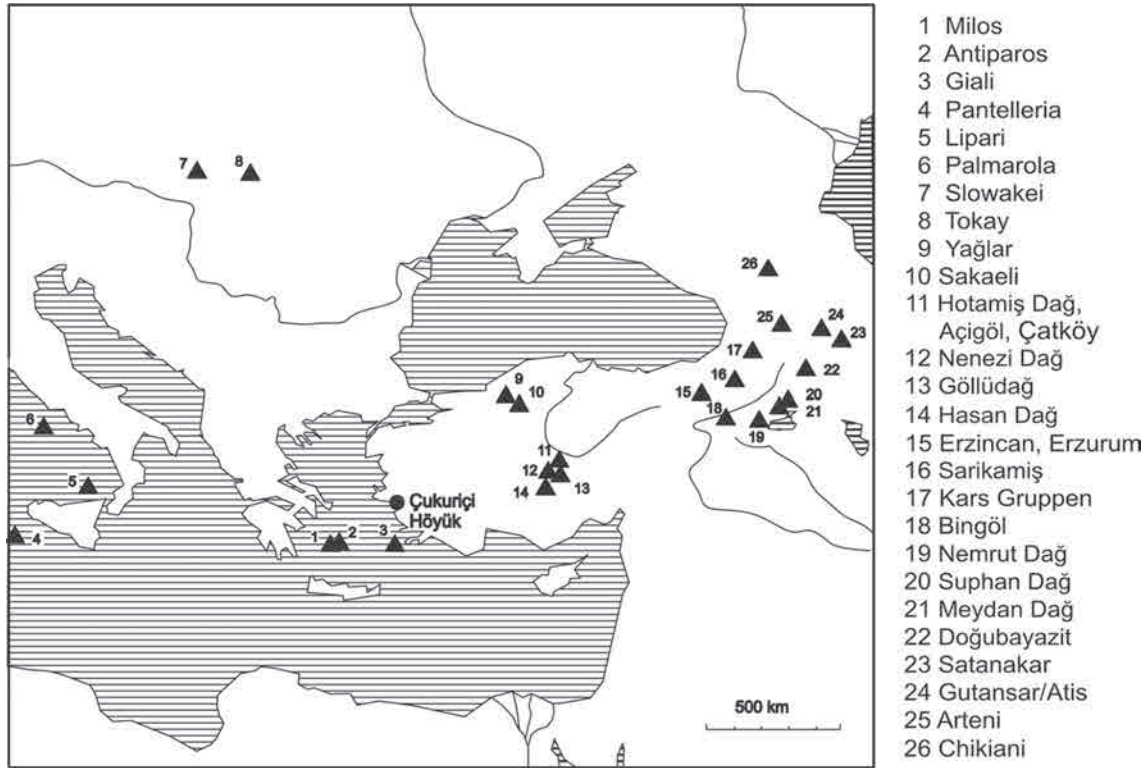 7
8
26
25
24
23
17
22
16
15
20
18
21
19
9
10
11
12
13
14
6
5
4
Çukuriçi
Höyük
1
2
3
500 km
1 Milos
2 Antiparos
3 Giali
4 Pantelleria
5 Lipari
6 Palmarola
7 Slowakei
8 Tokay
9 Yağlar
10 Sakaeli
11 Hotamiş Dağ,
Açigöl, Çatköy
12 Nenezi Dağ
13 Göllüdağ
14 Hasan Dağ
15 Erzincan, Erzurum
16 Sarikamiş
17 Kars Gruppen
18 Bingöl
19 Nemrut Dağ
20 Suphan Dağ
21 Meydan Dağ
22 Doğubayazit
23 Satanakar
24 Gutansar/Atis
25 Arteni
26 Chikiani